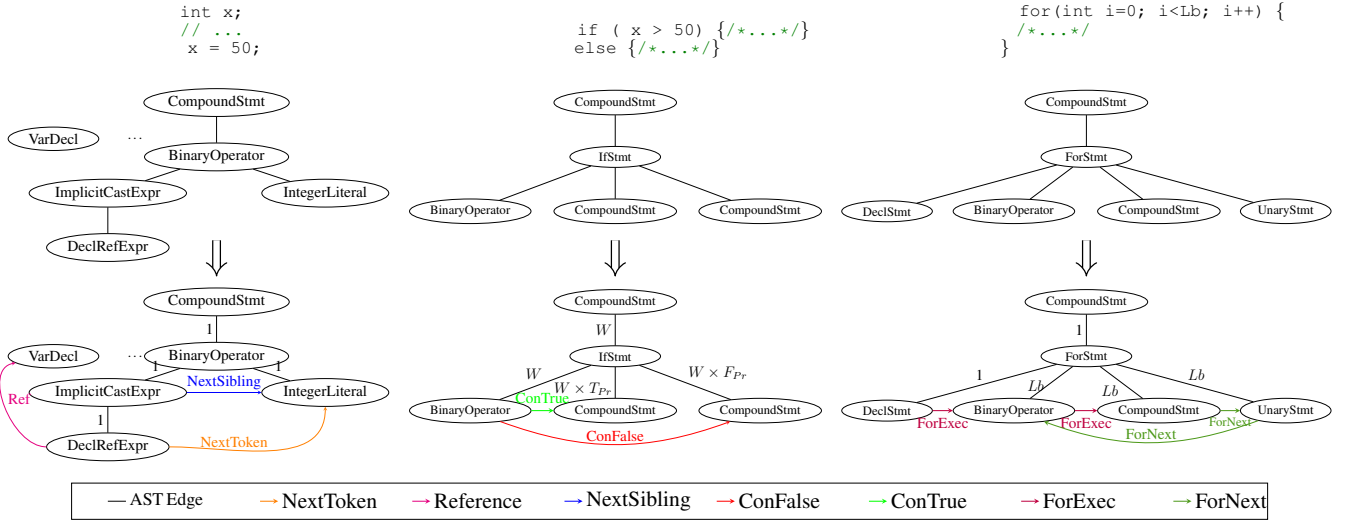 int x;
// ...
x = 50;
if ( x > 50) {/*...*/}
else {/*...*/}
for(int i=0; i<Lb; i++) {
/*...*/
}
CompoundStmt
VarDecl
...
BinaryOperator
ImplicitCastExpr
IntegerLiteral
DeclRefExpr
CompoundStmt
IfStmt
BinaryOperator
CompoundStmt
CompoundStmt
CompoundStmt
ForStmt
DeclStmt
BinaryOperator
CompoundStmt
UnaryStmt
CompoundStmt
1
VarDecl
...
BinaryOperator
1
1
ImplicitCastExpr
NextSibling
IntegerLiteral
Ref
1
DeclRefExpr
NextToken
CompoundStmt
W
IfStmt
W
W × T_Pr
W × F_Pr
BinaryOperator
ConTrue
CompoundStmt
CompoundStmt
ConFalse
CompoundStmt
1
ForStmt
1
Lb
Lb
Lb
DeclStmt
ForExec
BinaryOperator
ForExec
CompoundStmt
ForNext
UnaryStmt
ForNext
AST Edge
NextToken
Reference
NextSibling
ConFalse
ConTrue
ForExec
ForNext